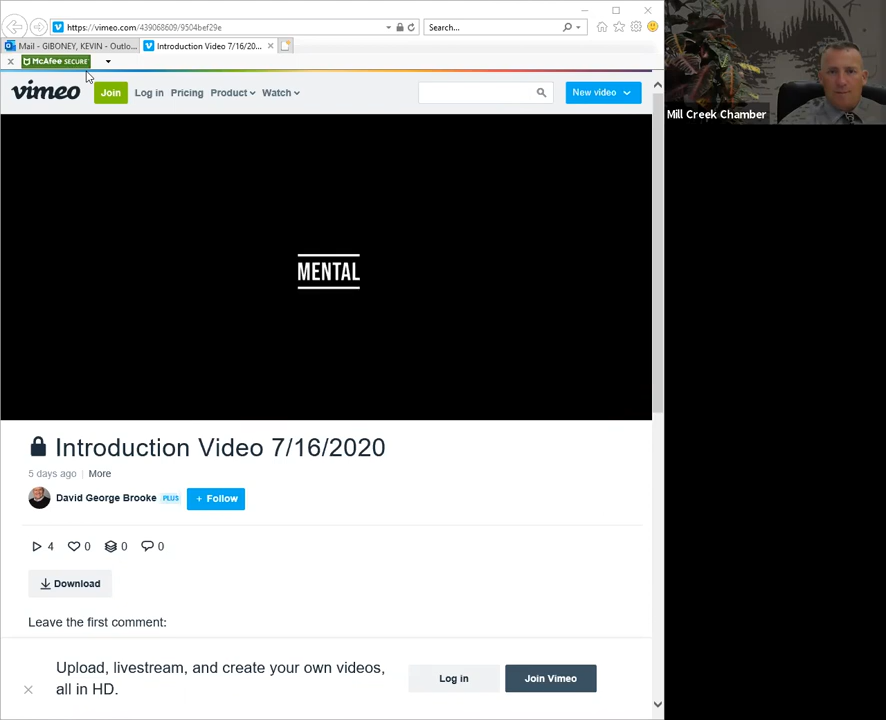 https://vimeo.com/439068609/9504bef29e
Search...
Mail - GIBONEY, KEVIN - Outlo...
Introduction Video 7/16/20...
McAfee SECURE
vimeo
Join
Log in
Pricing
Product
Watch
New video
Mill Creek Chamber
MENTAL
Introduction Video 7/16/2020
5 days ago
More
David George Brooke
PLUS
+ Follow
4
0
0
0
Download
Leave the first comment:
Upload, livestream, and create your own videos,
all in HD.
Log in
Join Vimeo